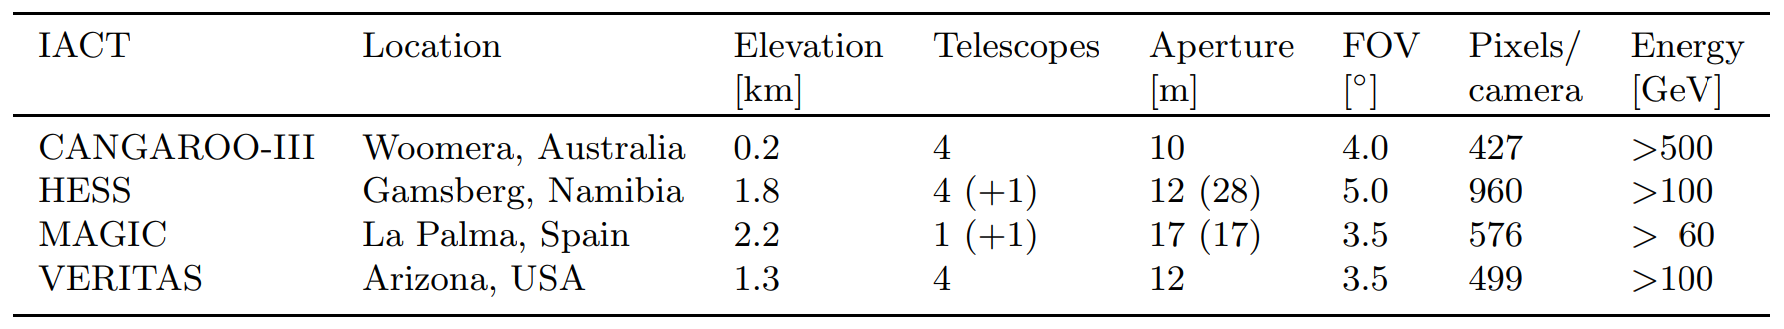 IACT Location Elevation Telescopes Aperture FOV Pixels/ Energy
[km] [m] [°] camera [GeV]
CANGAROO-III Woomera, Australia 0.2 4 10 4.0 427 >500
HESS Gamsberg, Namibia 1.8 4 (+1) 12 (28) 5.0 960 >100
MAGIC La Palma, Spain 2.2 1 (+1) 17 (17) 3.5 576 > 60
VERITAS Arizona, USA 1.3 4 12 3.5 499 >100